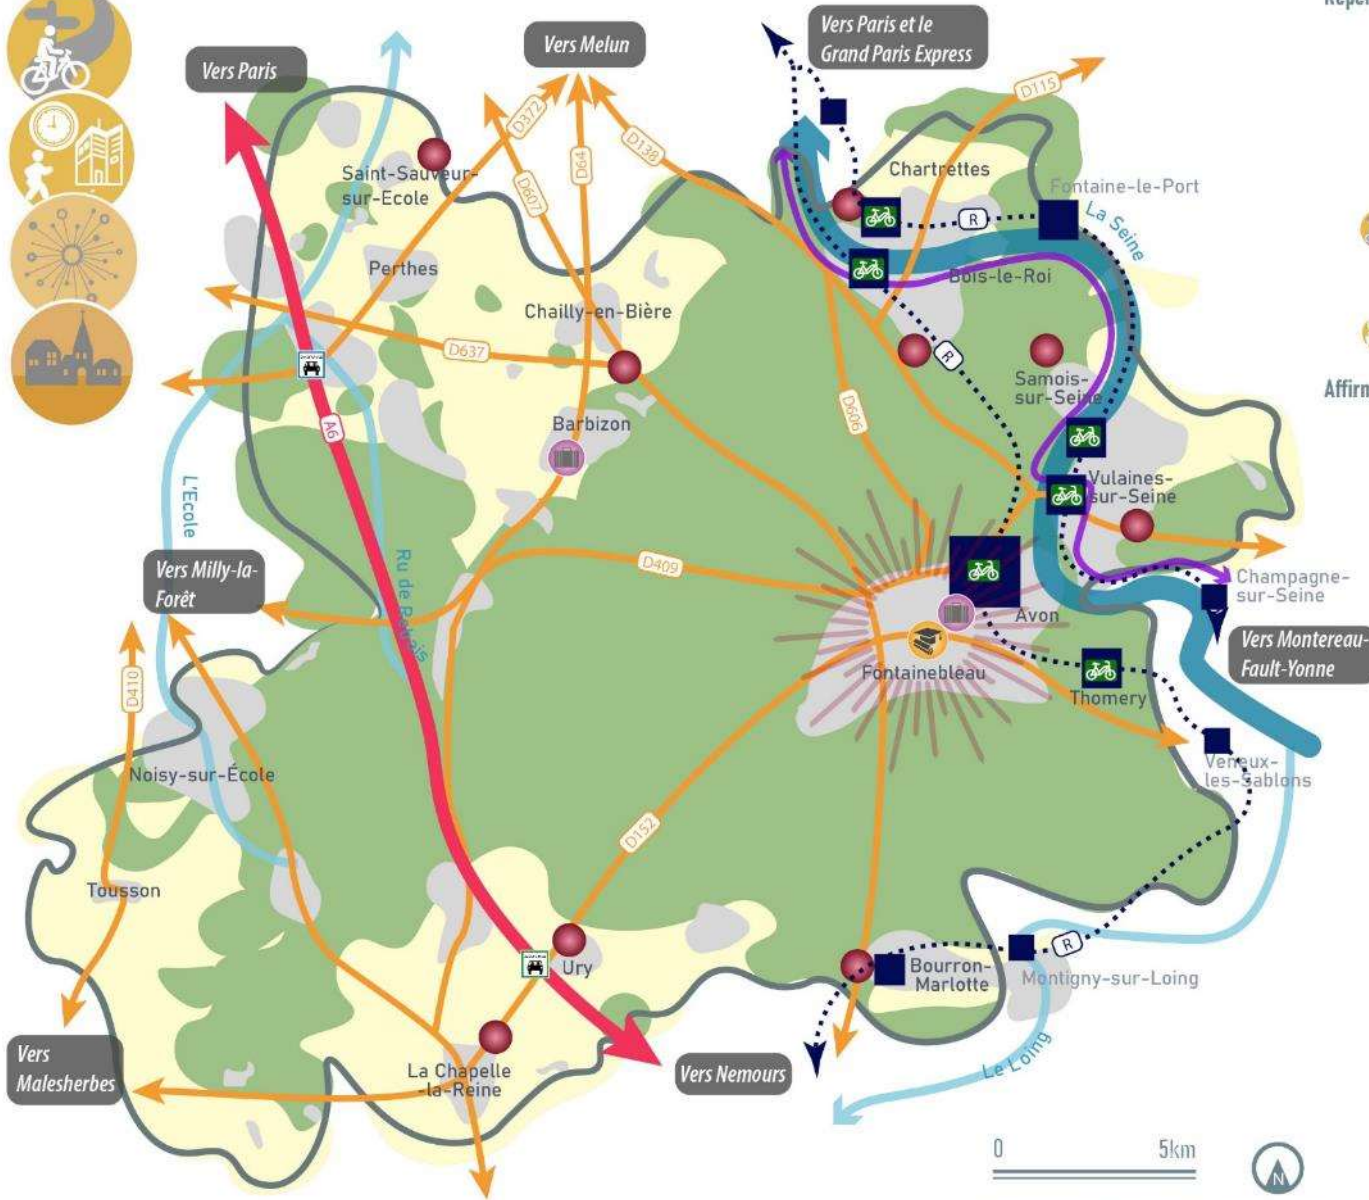 Vers Paris
Vers Melun
Vers Paris et le
Grand Paris Express
D372
D607
D64
D138
D115
Saint-Sauveur-
sur-Ecole
Chartrettes
Fontaine-le-Port
La Seine
R
Perthes
Bois-le-Roi
Chailly-en-Bière
D637
R
Samois-
sur-Seine
Affirm
A6
Barbizon
D606
L'Ecole
Vulaines-
sur-Seine
Ru de Rebais
D409
Vers Milly-la-
Forêt
Champagne-
sur-Seine
Avon
Vers Montereau-
Fault-Yonne
Fontainebleau
D410
Thomery
Noisy-sur-École
Veneux-
les-Sablons
D152
Tousson
Ury
R
Bourron-
Marlotte
Montigny-sur-Loing
Vers
Malesherbes
La Chapelle
-la-Reine
Vers Nemours
Le Loing
0 5km
N